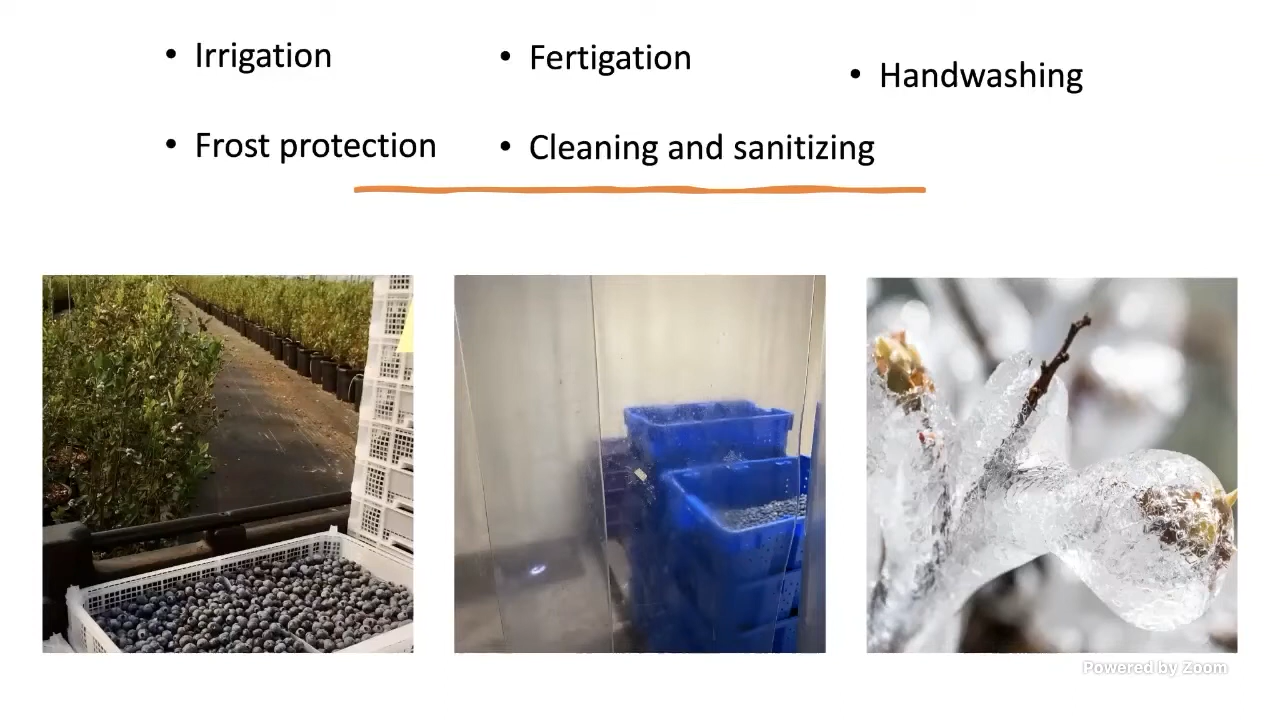 • Irrigation
• Fertigation
• Handwashing
• Frost protection
• Cleaning and sanitizing
Powered by Zoom